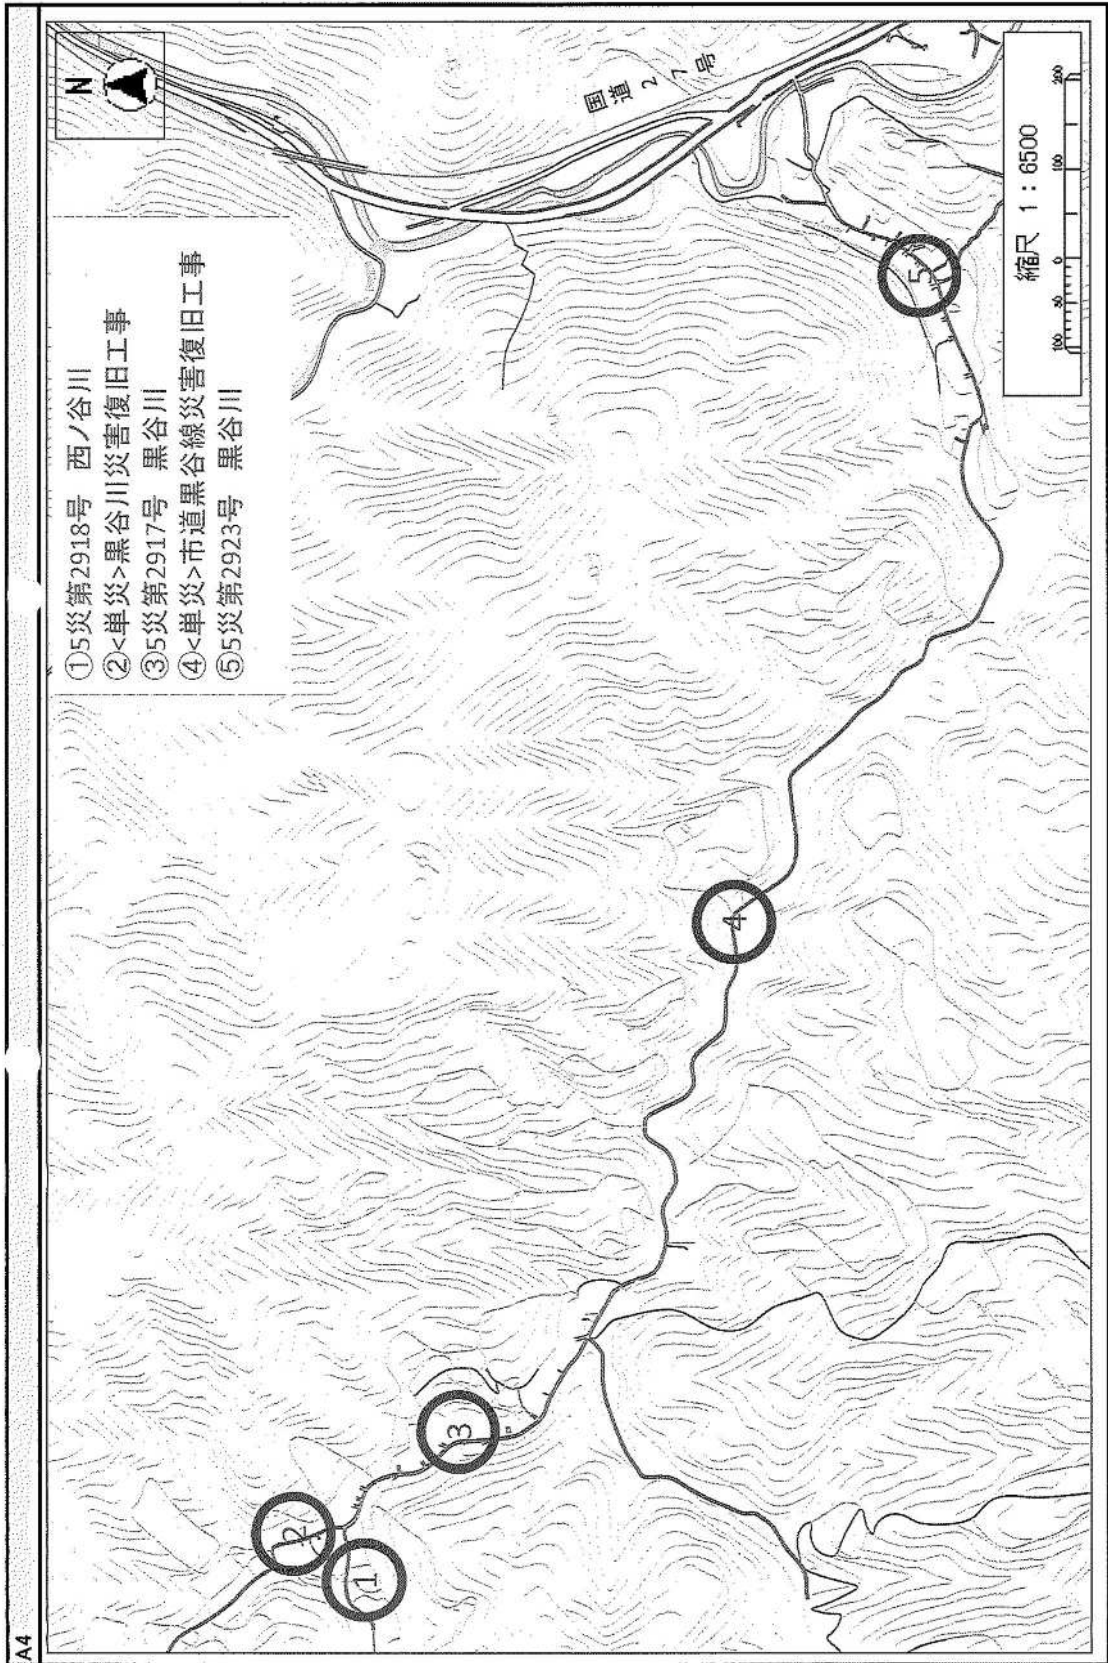 A4
N
①5災第2918号 西ノ谷川
②<単災>黒谷川災害復旧工事
③5災第2917号 黒谷川
④<単災>市道黒谷線災害復旧工事
⑤5災第2923号 黒谷川
国道27号
1
2
3
4
5
縮尺 1：6500
100 50 0 100 200